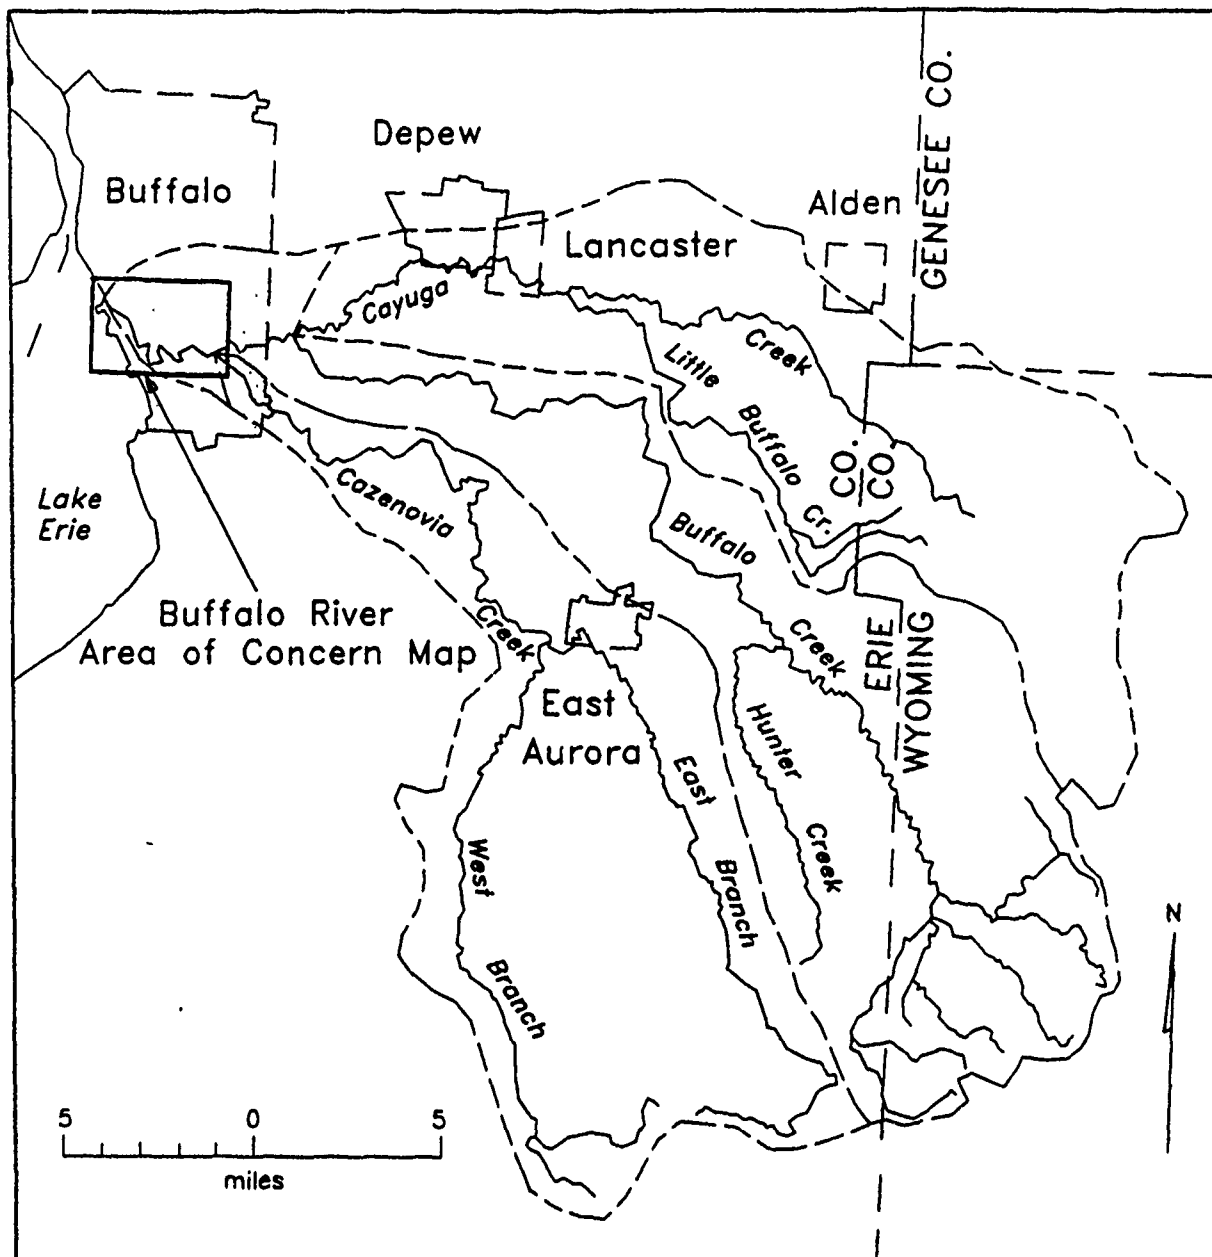 GENESEE CO.
Depew
Buffalo
Alden
Lancaster
Cayuga
Creek
Little
Buffalo
Cr.
CO.
CO.
Lake
Erie
Cazenovia
Creek
Buffalo
Creek
ERIE
WYOMING
Buffalo River
Area of Concern Map
East
Aurora
Hunter
Creek
East
Branch
West
Branch
N
5 0 5
miles